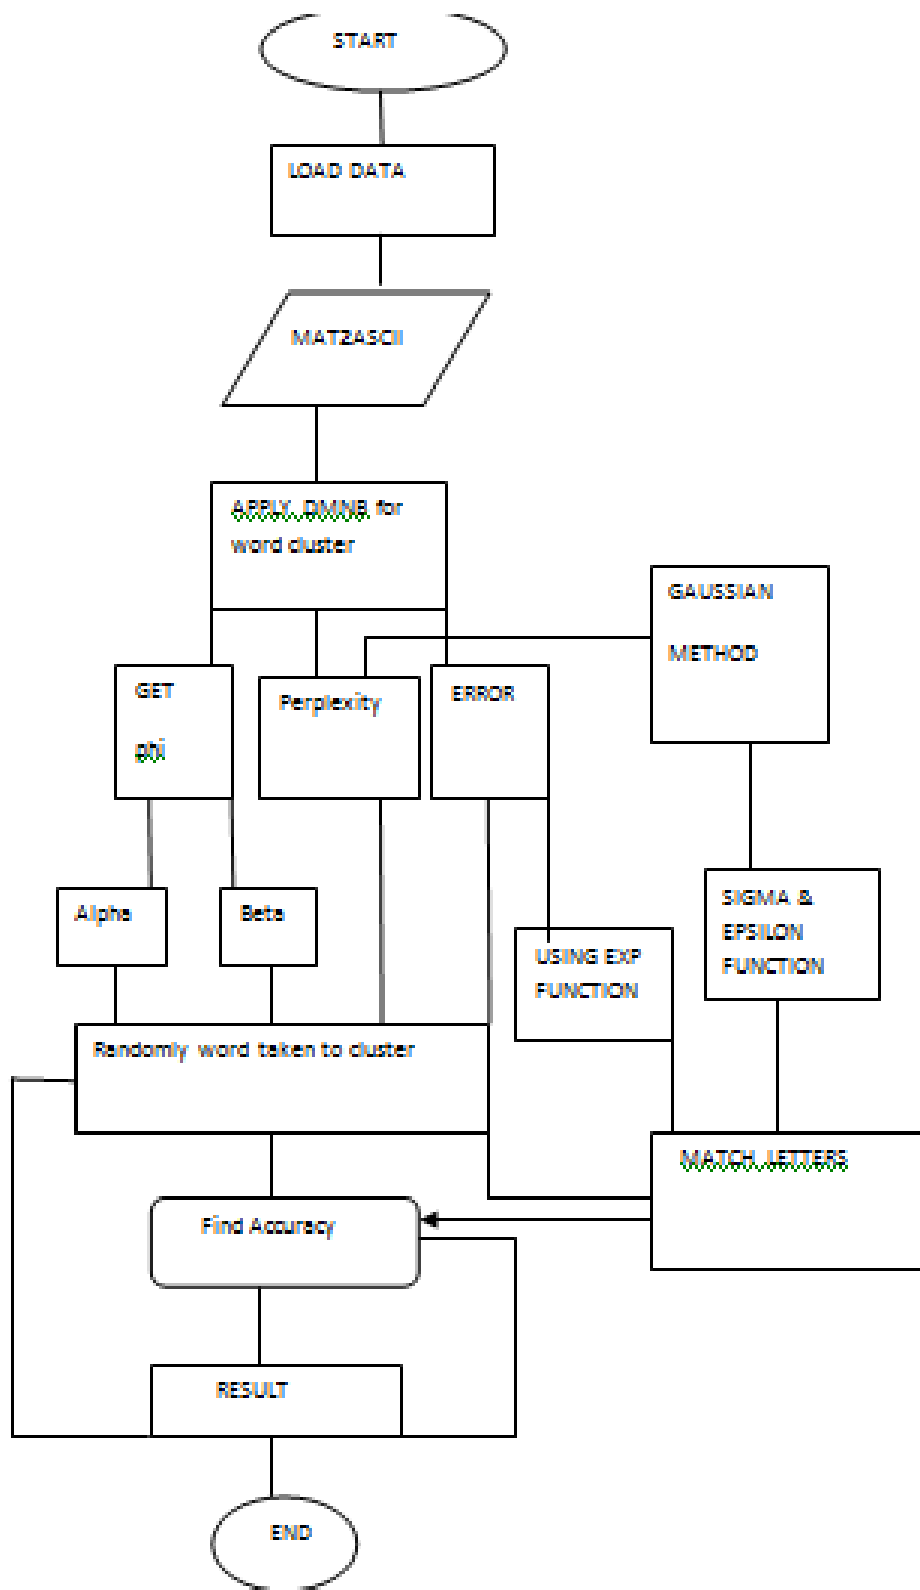 START
LOAD DATA
MAT2ASCII
APPLY DMNB for
word cluster
GAUSSIAN
METHOD
GET
phi
Perplexity
ERROR
Alpha
Beta
SIGMA &
EPSILON
FUNCTION
USING EXP
FUNCTION
Randomly word taken to cluster
MATCH LETTERS
Find Accuracy
RESULT
END